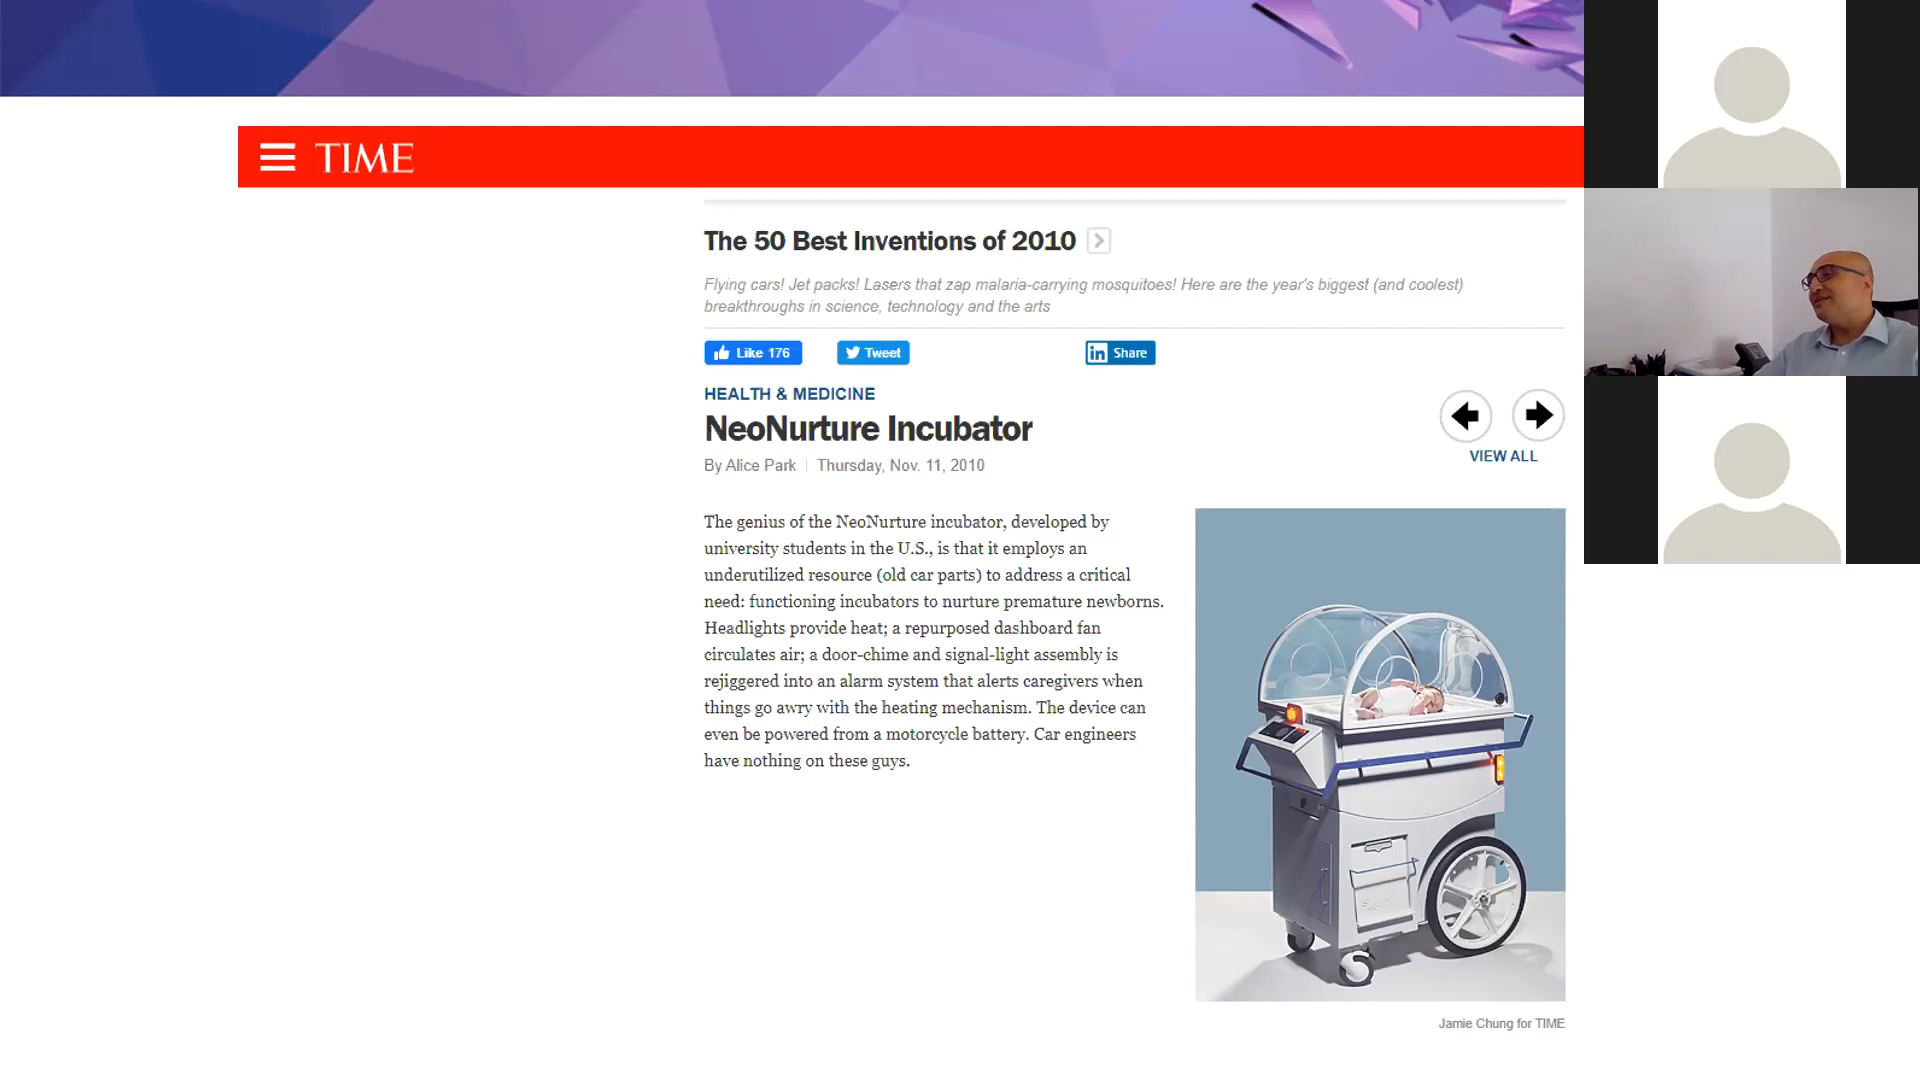 TIME
The 50 Best Inventions of 2010
Flying cars! Jet packs! Lasers that zap malaria-carrying mosquitoes! Here are the year's biggest (and coolest)
breakthroughs in science, technology and the arts
Like 176
Tweet
in Share
HEALTH & MEDICINE
NeoNurture Incubator
By Alice Park | Thursday, Nov. 11, 2010
VIEW ALL
The genius of the NeoNurture incubator, developed by
university students in the U.S., is that it employs an
underutilized resource (old car parts) to address a critical
need: functioning incubators to nurture premature newborns.
Headlights provide heat; a repurposed dashboard fan
circulates air; a door-chime and signal-light assembly is
rejiggered into an alarm system that alerts caregivers when
things go awry with the heating mechanism. The device can
even be powered from a motorcycle battery. Car engineers
have nothing on these guys.
Jamie Chung for TIME